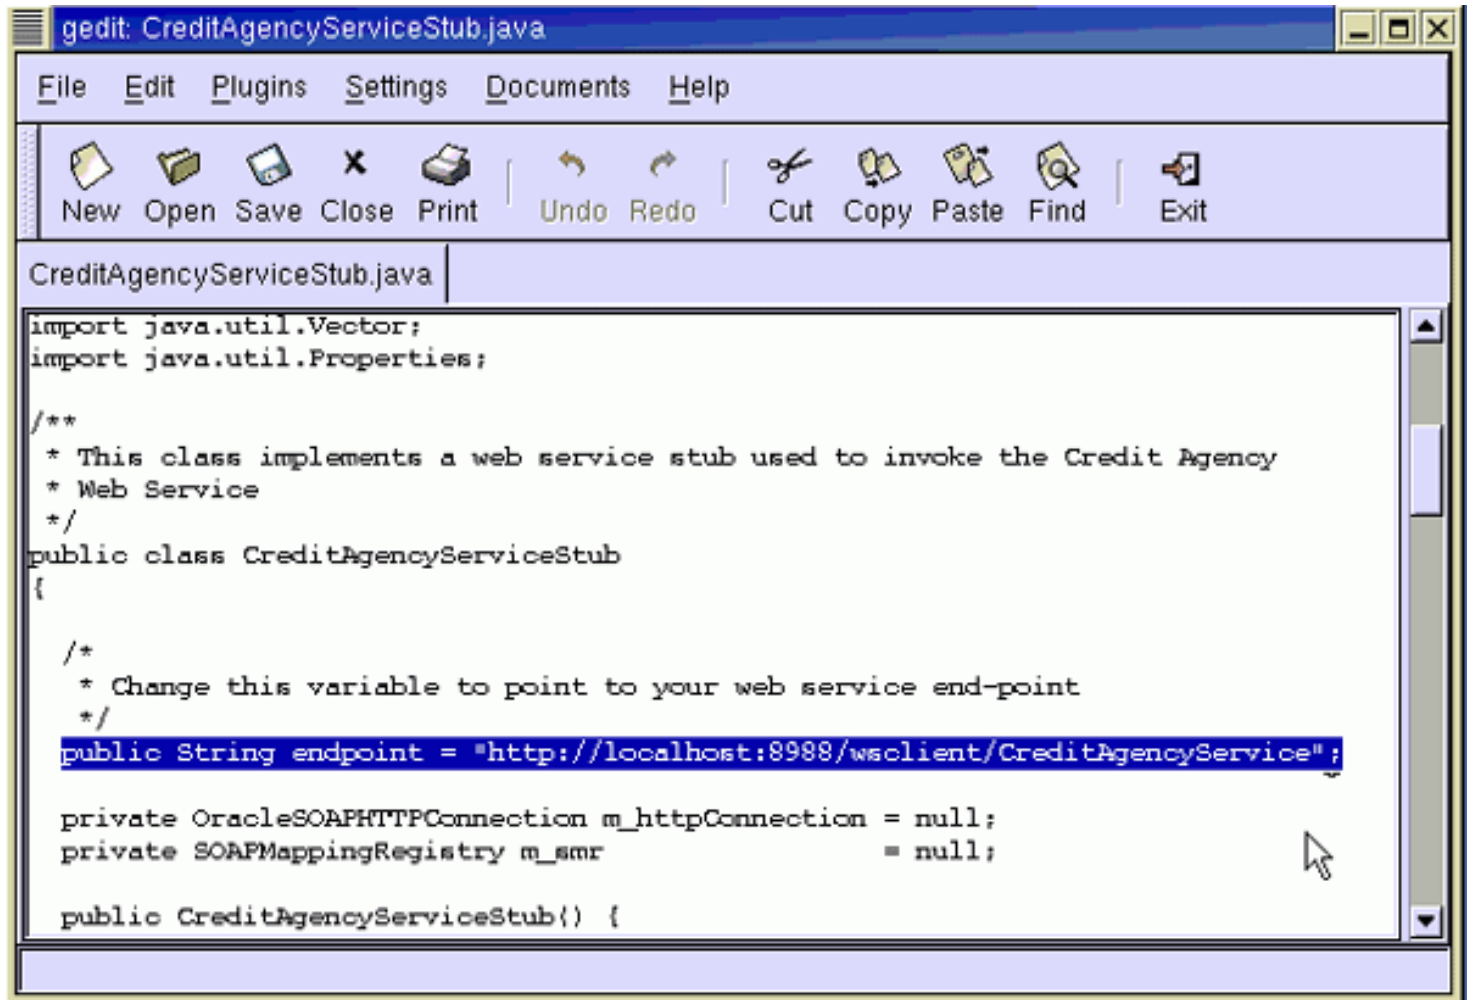 gedit: CreditAgencyServiceStub.java
File Edit Plugins Settings Documents Help
New Open Save Close Print Undo Redo Cut Copy Paste Find Exit
CreditAgencyServiceStub.java
import java.util.Vector;
import java.util.Properties;
/**
* This class implements a web service stub used to invoke the Credit Agency
* Web Service
*/
public class CreditAgencyServiceStub
{
/*
* Change this variable to point to your web service end-point
*/
public String endpoint = "http://localhost:8988/wsclient/CreditAgencyService";
private OracleSOAPHTTPConnection m_httpConnection = null;
private SOAPMappingRegistry m_smr = null;
public CreditAgencyServiceStub() {